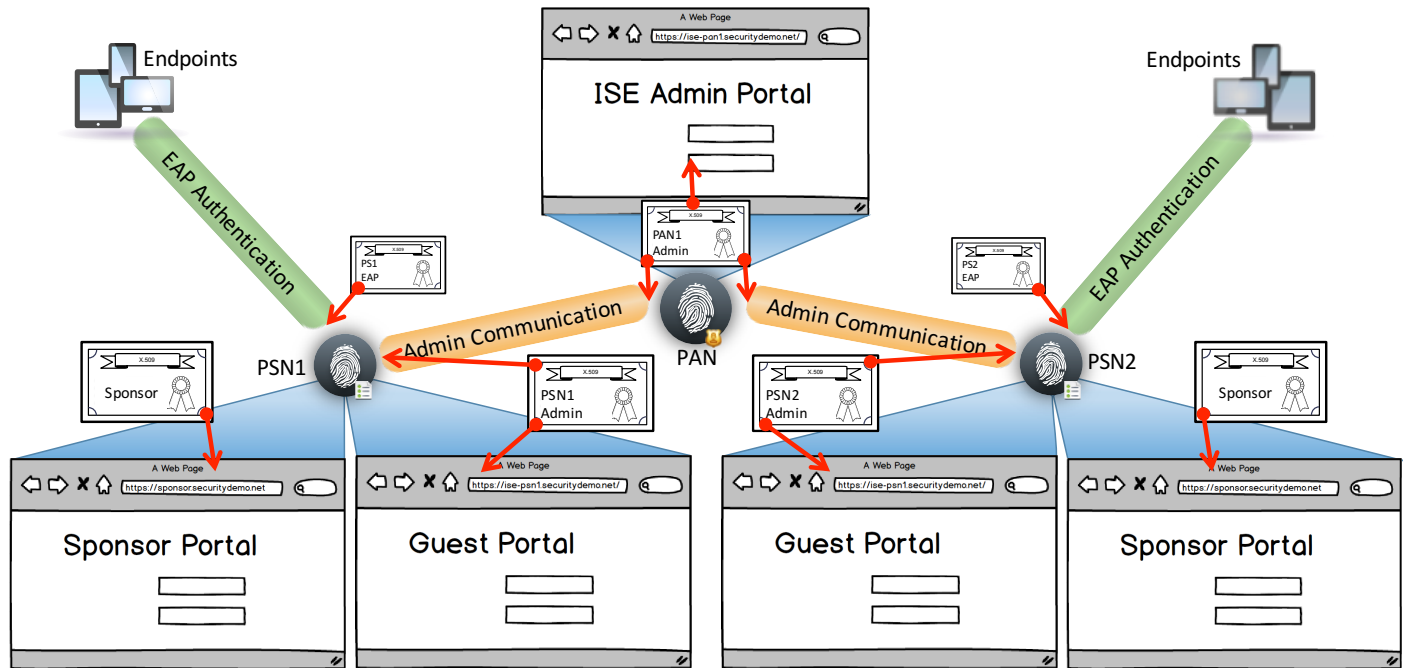 A Web Page
https://ise-pan1.securitydemo.net/
ISE Admin Portal
Endpoints
Endpoints
EAP Authentication
EAP Authentication
X.509
PAN1
Admin
X.509
PS1
EAP
X.509
PS2
EAP
Admin Communication
Admin Communication
PAN
PSN1
PSN2
X.509
Sponsor
X.509
PSN1
Admin
X.509
PSN2
Admin
X.509
Sponsor
A Web Page
https://sponsor.securitydemo.net
Sponsor Portal
A Web Page
https://ise-psn1.securitydemo.net/
Guest Portal
A Web Page
https://ise-psn1.securitydemo.net/
Guest Portal
A Web Page
https://sponsor.securitydemo.net
Sponsor Portal